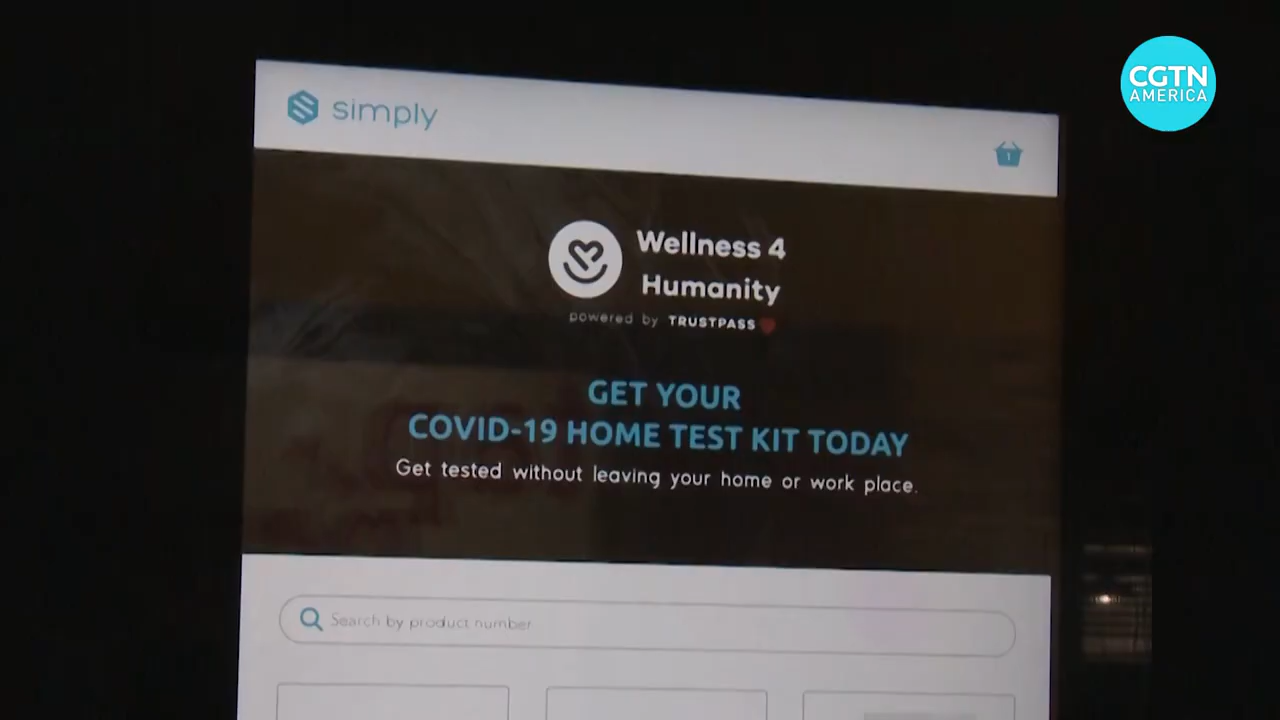 CGTN
AMERICA
simply
1
Wellness 4
Humanity
powered by TRUSTPASS
GET YOUR
COVID-19 HOME TEST KIT TODAY
Get tested without leaving your home or work place.
Search by product number